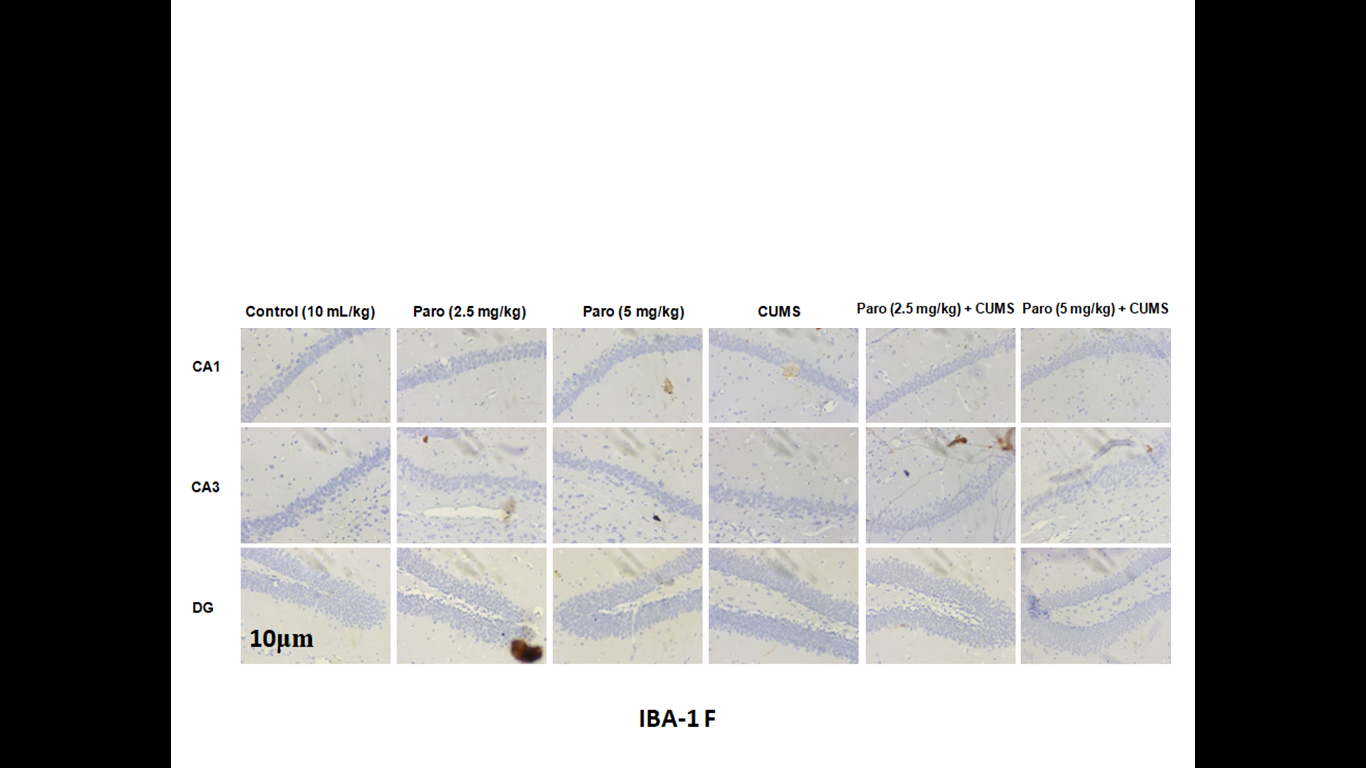 Control (10 mL/kg) Paro (2.5 mg/kg) Paro (5 mg/kg) CUMS Paro (2.5 mg/kg) + CUMS Paro (5 mg/kg) + CUMS
CA1
CA3
DG
10μm
IBA-1 F